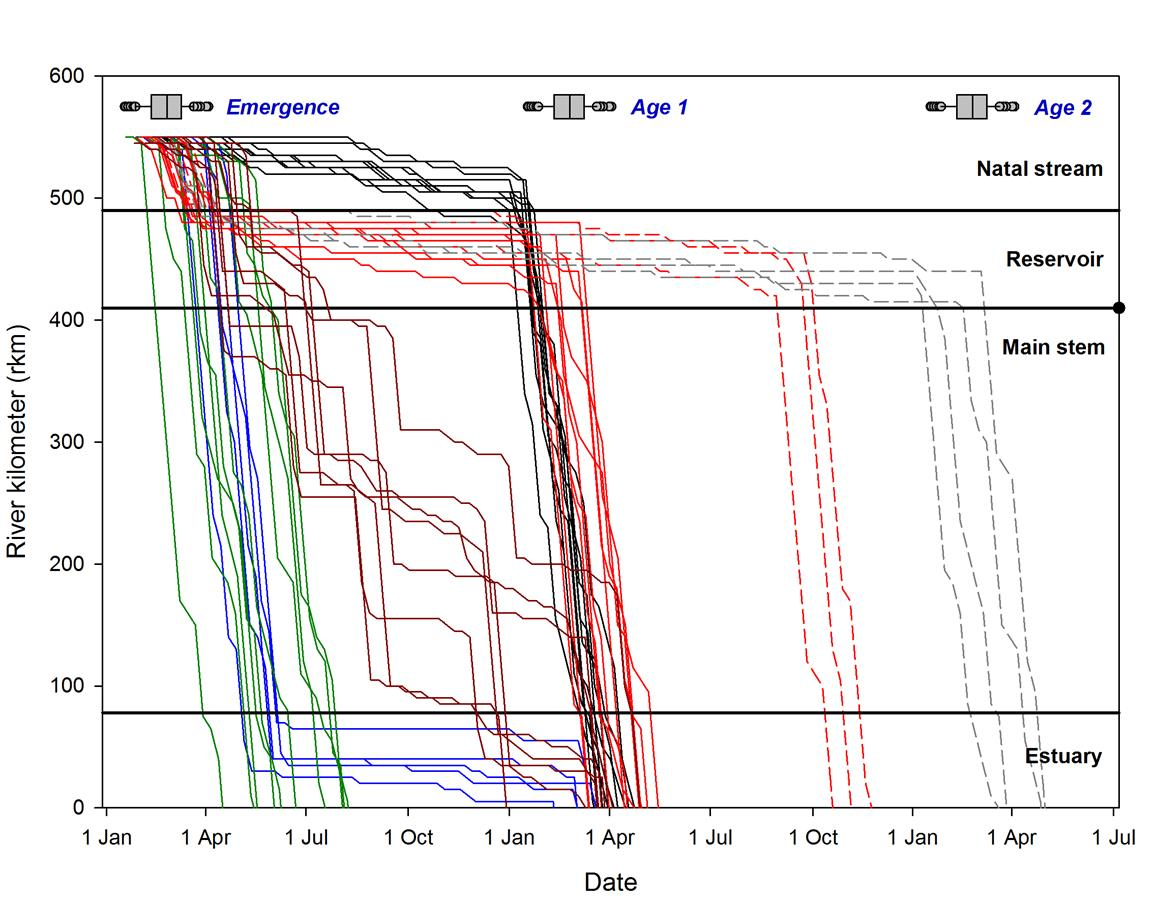 600
Emergence
Age 1
Age 2
Natal stream
500
Reservoir
400
Main stem
River kilometer (rkm)
300
200
100
Estuary
0
1 Jan
1 Apr
1 Jul
1 Oct
1 Jan
1 Apr
1 Jul
1 Oct
1 Jan
1 Apr
1 Jul
Date